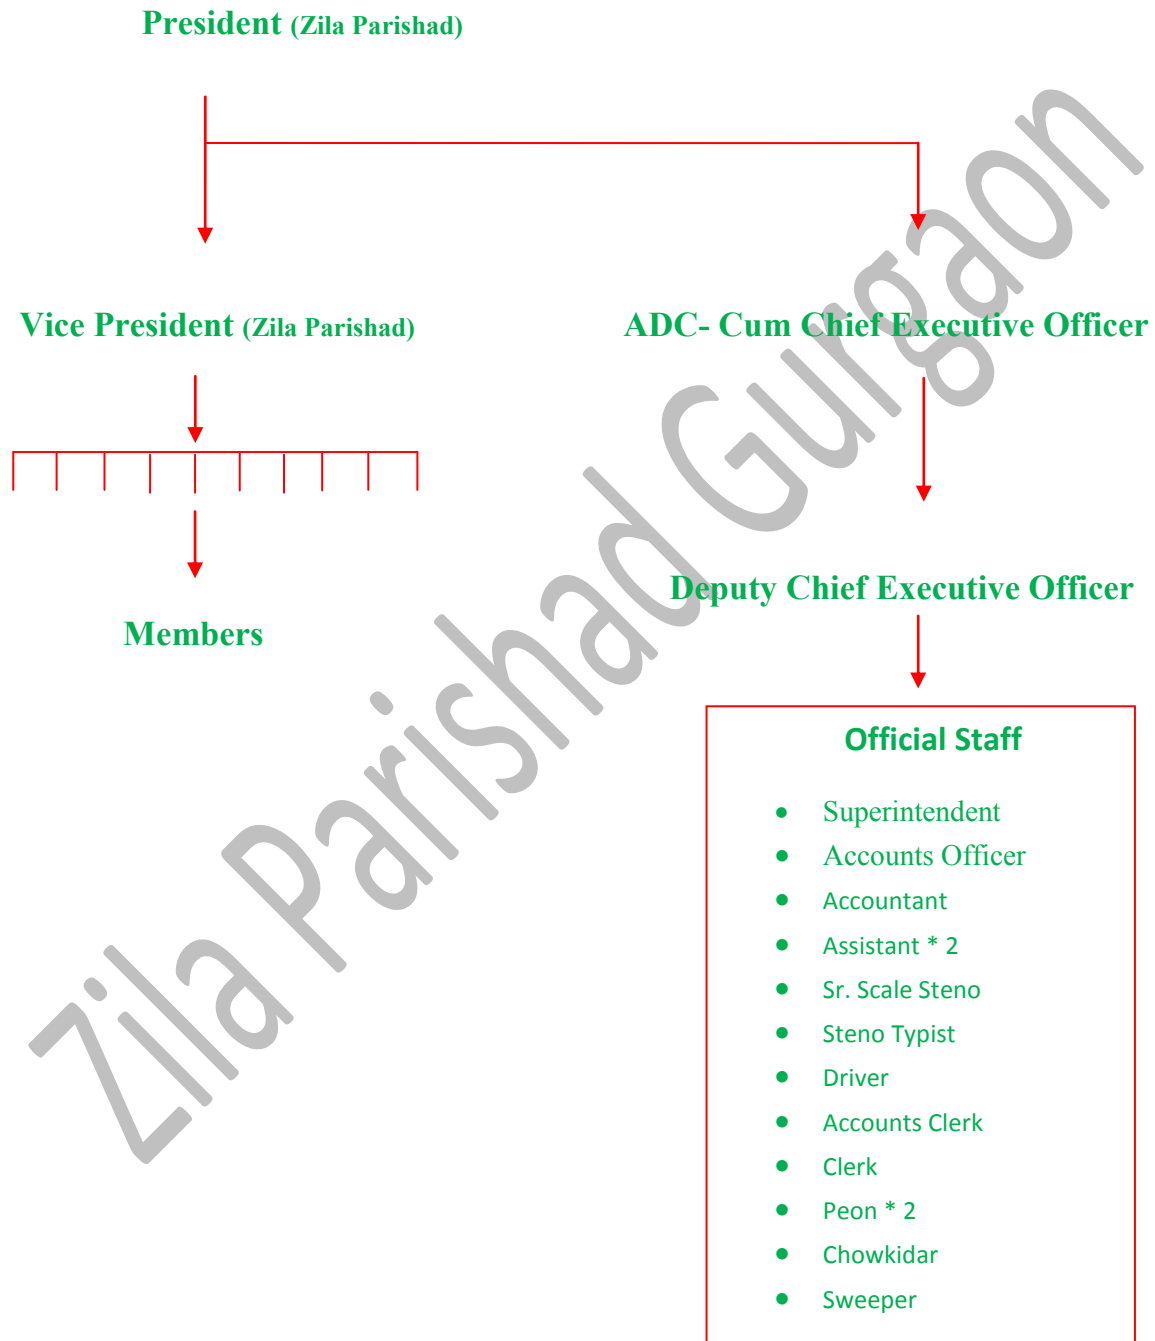 President (Zila Parishad)
Vice President (Zila Parishad)
ADC- Cum Chief Executive Officer
Deputy Chief Executive Officer
Members
Official Staff
• Superintendent
• Accounts Officer
• Accountant
• Assistant * 2
• Sr. Scale Steno
• Steno Typist
• Driver
• Accounts Clerk
• Clerk
• Peon * 2
• Chowkidar
• Sweeper
Zila Parishad Gurgaon